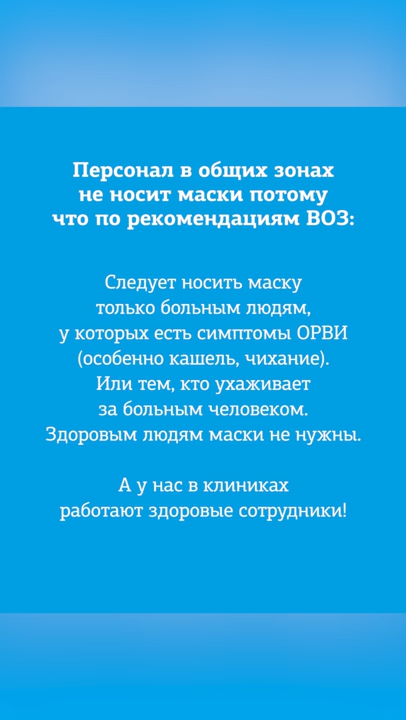 Персонал в общих зонах
не носит маски потому
что по рекомендациям ВОЗ:
Следует носить маску
только больным людям,
у которых есть симптомы ОРВИ
(особенно кашель, чихание).
Или тем, кто ухаживает
за больным человеком.
Здоровым людям маски не нужны.
А у нас в клиниках
работают здоровые сотрудники!